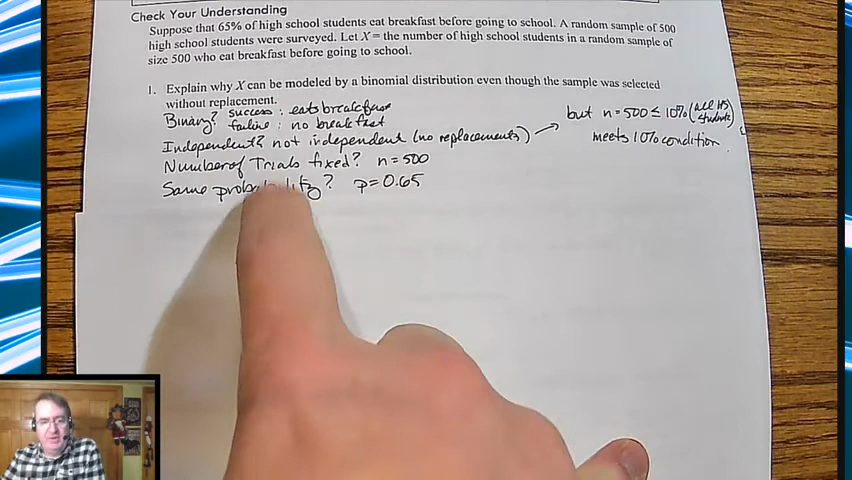 Check Your Understanding
Suppose that 65% of high school students eat breakfast before going to school. A random sample of 500
high school students were surveyed. Let X = the number of high school students in a random sample of
size 500 who eat breakfast before going to school.
1. Explain why X can be modeled by a binomial distribution even though the sample was selected
without replacement.
Binary? success: eats breakfast
failure: no breakfast
Independent? not independent (no replacements) → but n = 500 ≤ 10% (all HS students)
meets 10% condition.
Number of Trials fixed? n = 500
Same probability? p = 0.65